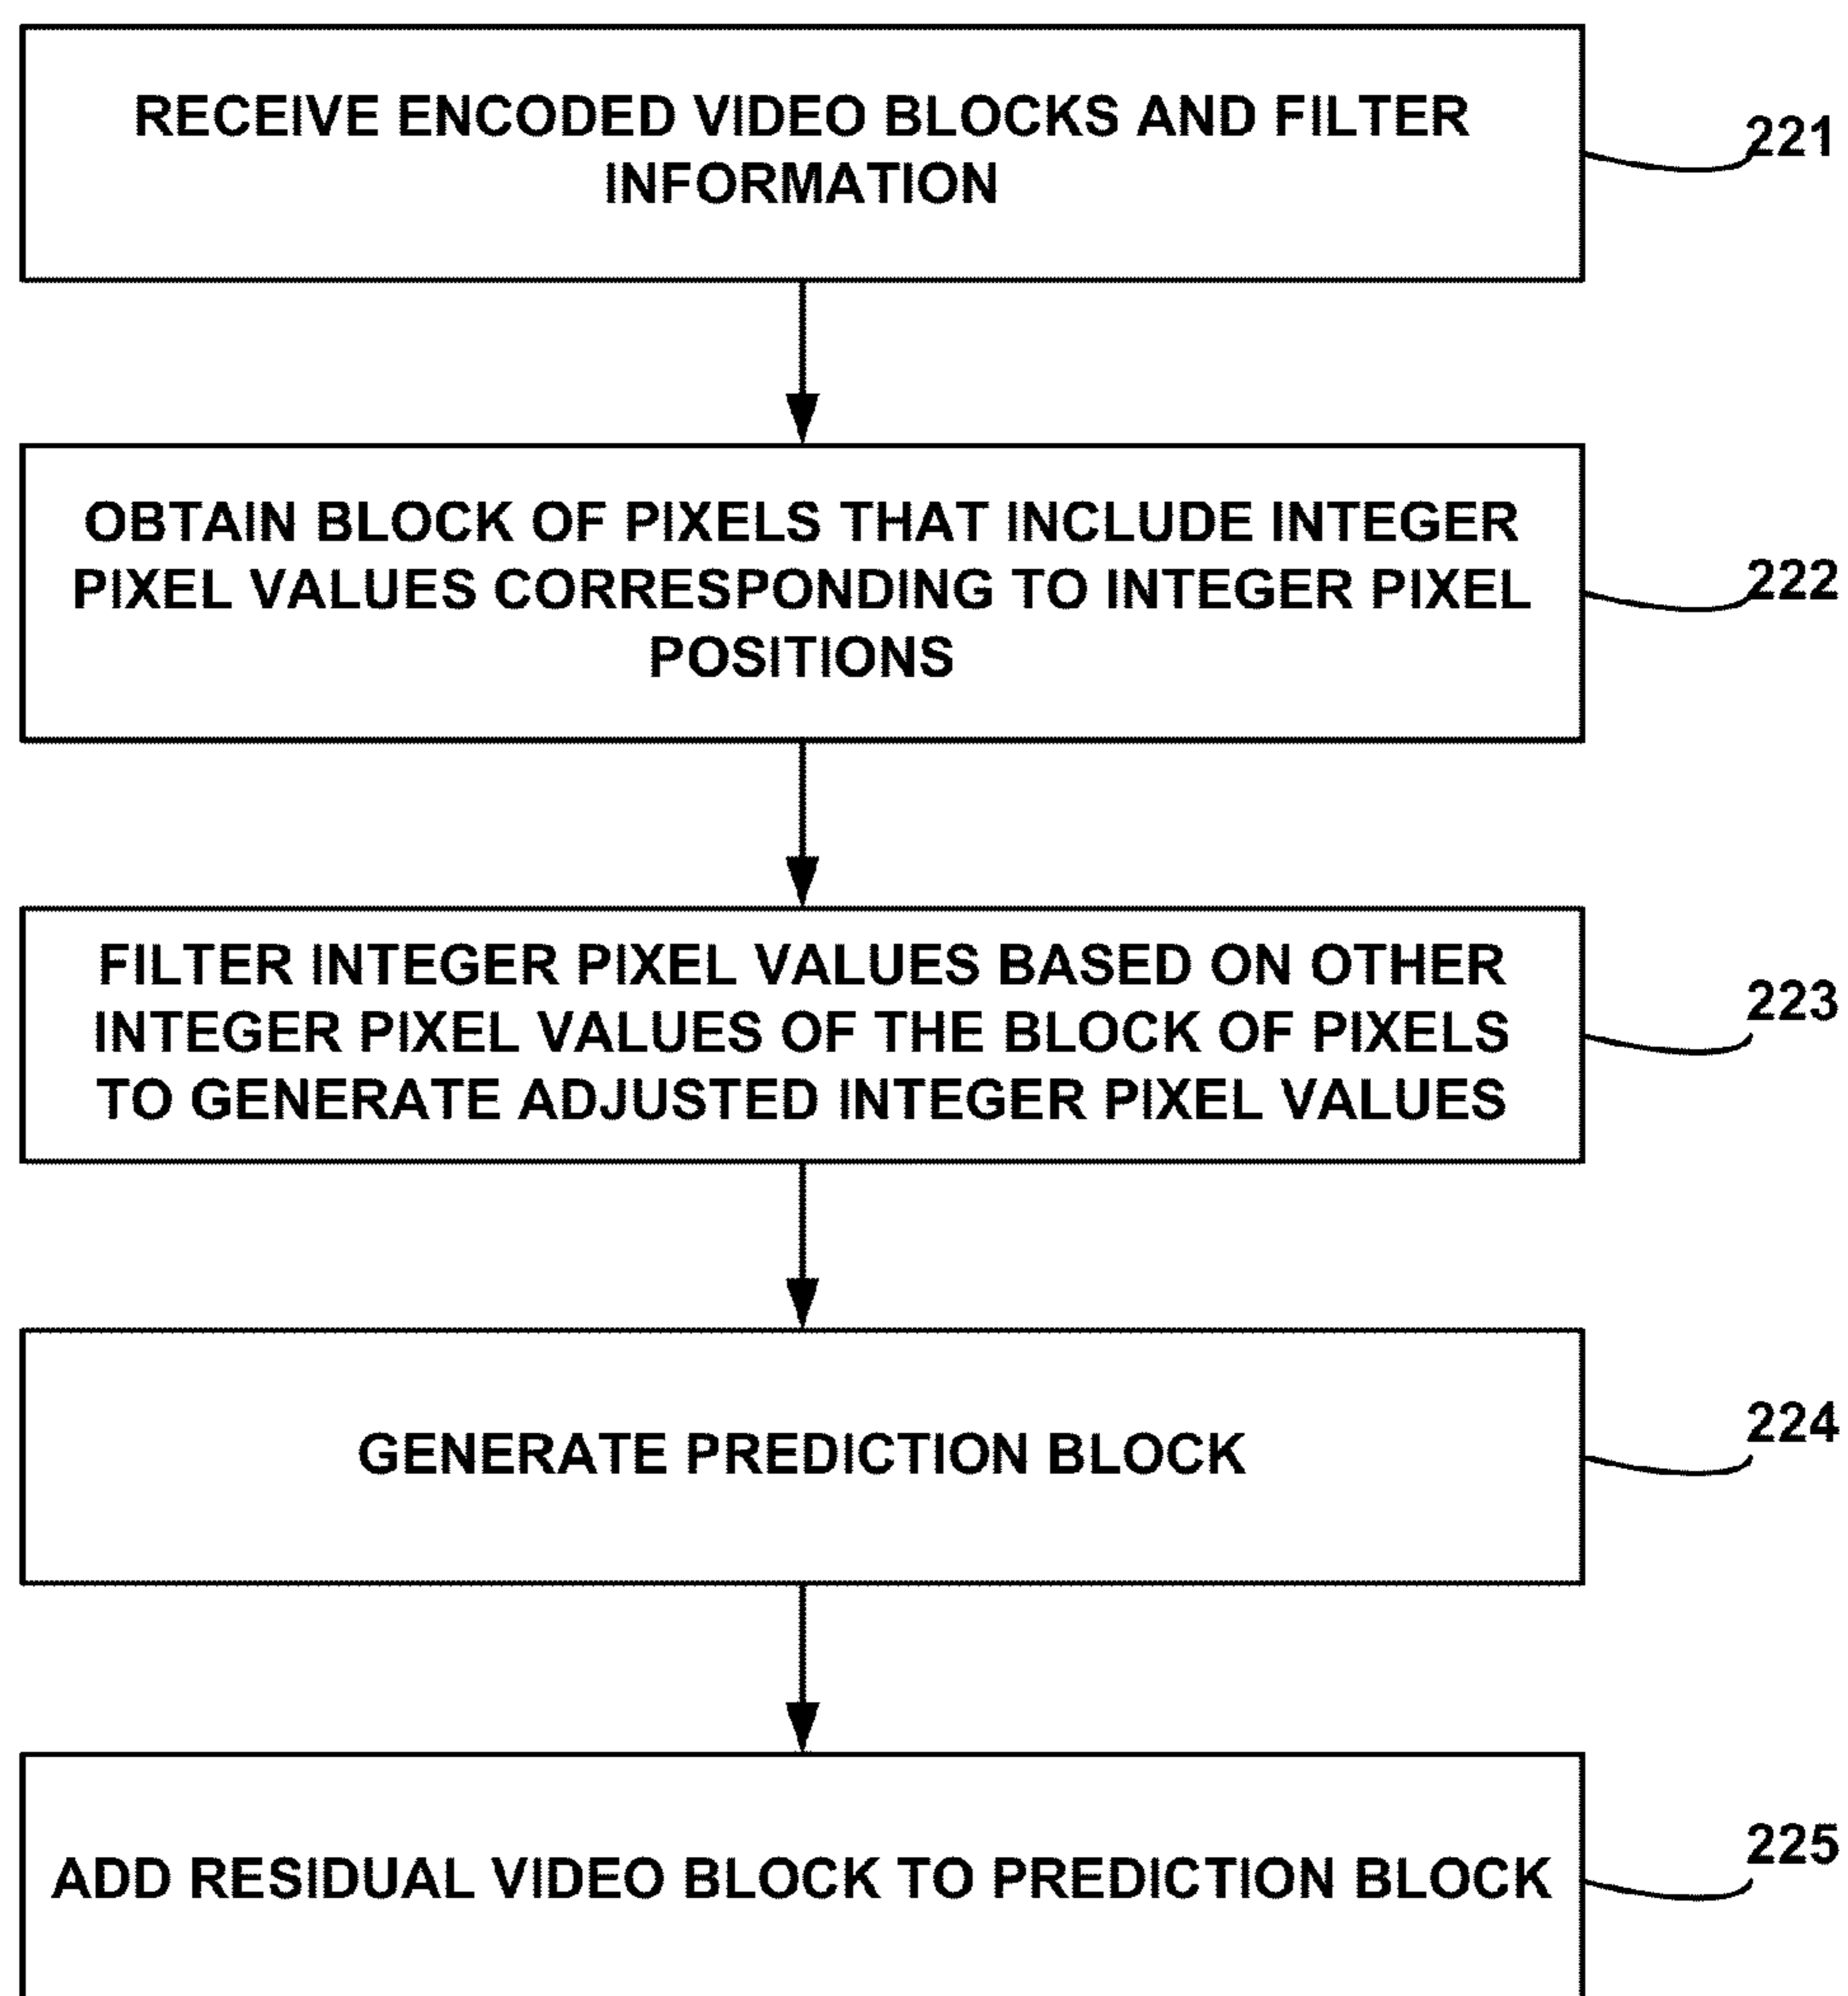 RECEIVE ENCODED VIDEO BLOCKS AND FILTER
INFORMATION
221
OBTAIN BLOCK OF PIXELS THAT INCLUDE INTEGER
PIXEL VALUES CORRESPONDING TO INTEGER PIXEL
POSITIONS
222
FILTER INTEGER PIXEL VALUES BASED ON OTHER
INTEGER PIXEL VALUES OF THE BLOCK OF PIXELS
TO GENERATE ADJUSTED INTEGER PIXEL VALUES
223
GENERATE PREDICTION BLOCK
224
ADD RESIDUAL VIDEO BLOCK TO PREDICTION BLOCK
225